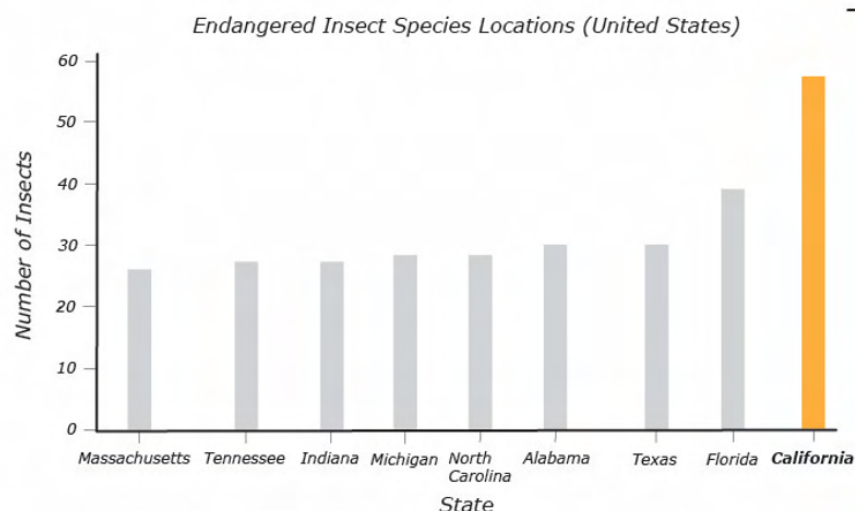 Endangered Insect Species Locations (United States)
60
50
40
30
20
10
0
Number of Insects
Massachusetts Tennessee Indiana Michigan North Carolina Alabama Texas Florida California
State